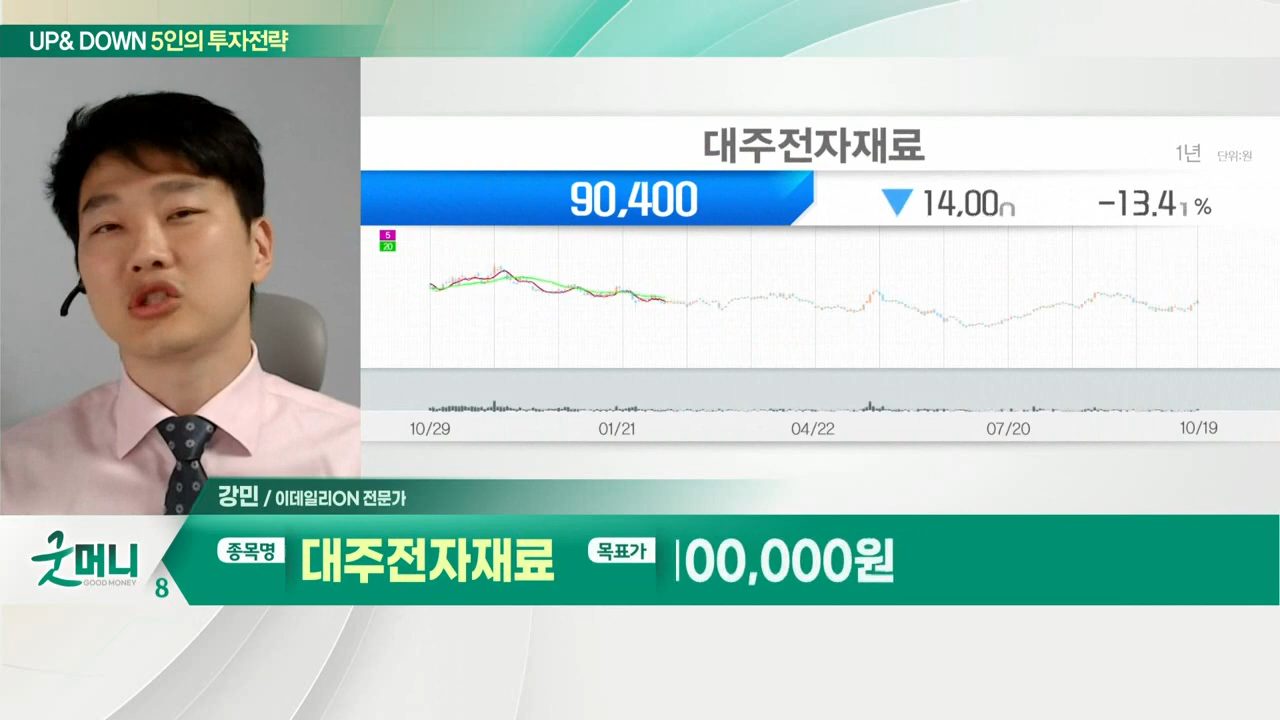 UP& DOWN 5인의 투자전략
대주전자재료
1년 단위:원
90,400 ▼ 14,00 -13.41 %
5
20
10/29 01/21 04/22 07/20 10/19
강민 / 이데일리ON 전문가
굿머니
GOOD MONEY
8
종목명 대주전자재료 목표가 100,000원